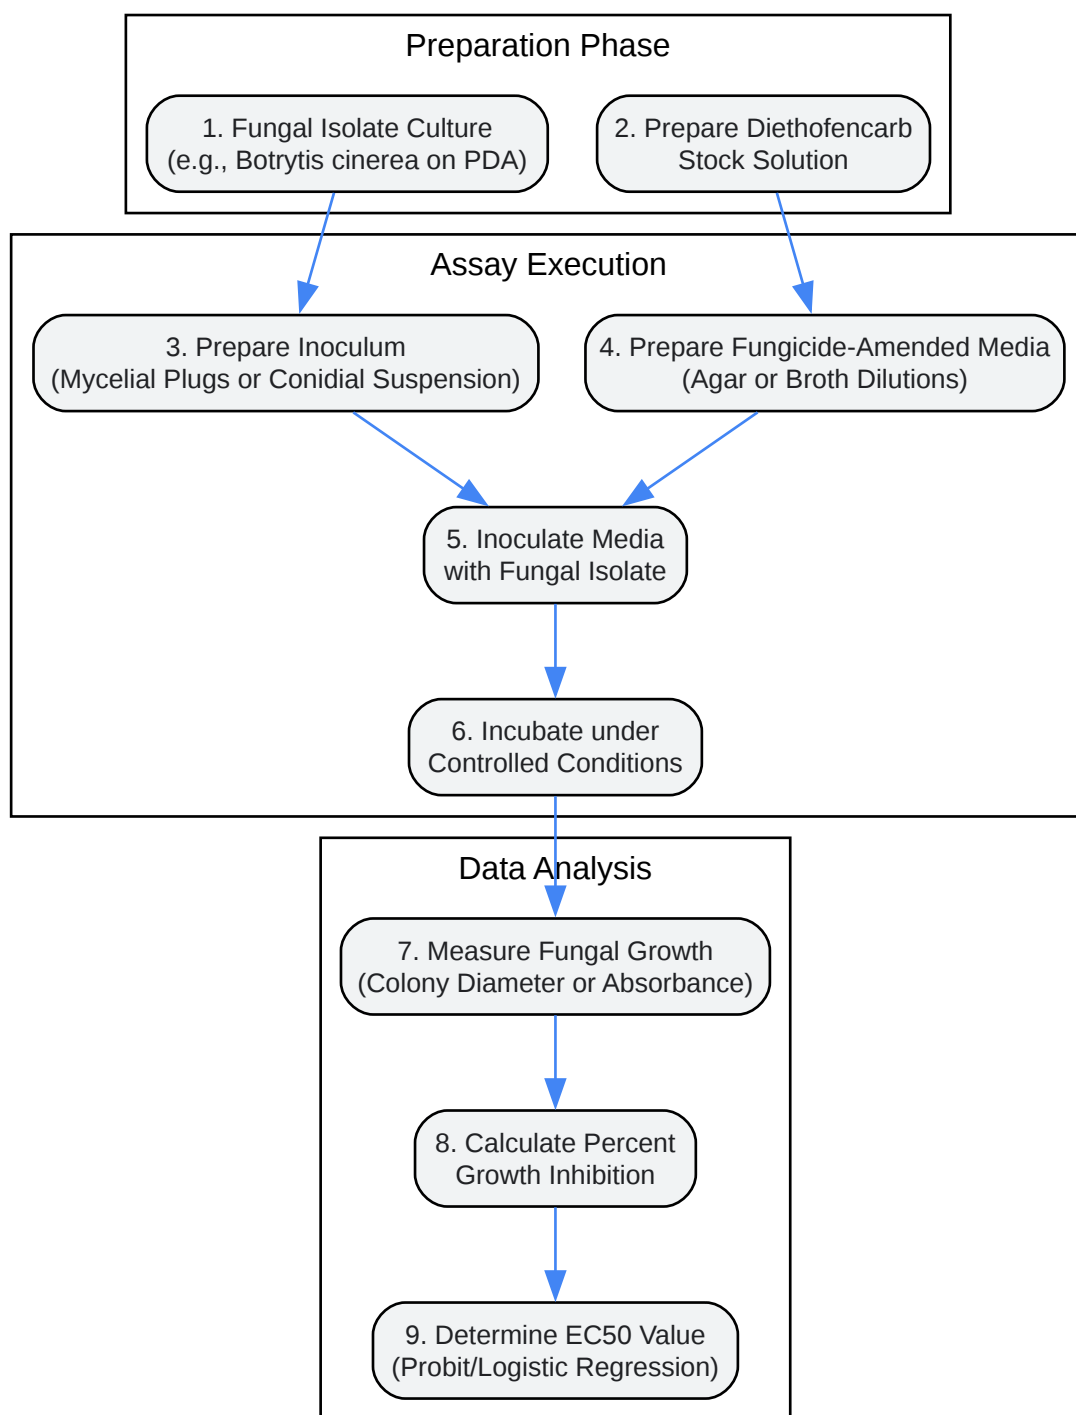 Preparation Phase
1. Fungal Isolate Culture
(e.g., Botrytis cinerea on PDA)
2. Prepare Diethofencarb
Stock Solution
Assay Execution
3. Prepare Inoculum
(Mycelial Plugs or Conidial Suspension)
4. Prepare Fungicide-Amended Media
(Agar or Broth Dilutions)
5. Inoculate Media
with Fungal Isolate
6. Incubate under
Controlled Conditions
Data Analysis
7. Measure Fungal Growth
(Colony Diameter or Absorbance)
8. Calculate Percent
Growth Inhibition
9. Determine EC50 Value
(Probit/Logistic Regression)